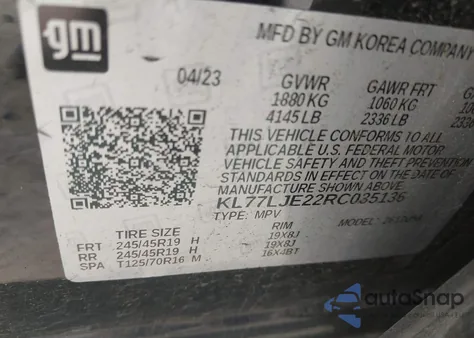 gm
MFD BY GM KOREA COMPANY
04/23
GVWR
GAWR FRT
1880 KG
1060 KG
4145 LB
2336 LB
THIS VEHICLE CONFORMS TO ALL
APPLICABLE U.S. FEDERAL MOTOR
VEHICLE SAFETY AND THEFT PREVENTION
STANDARDS IN EFFECT ON THE DATE OF
MANUFACTURE SHOWN ABOVE.
KL77LJE22RC035136
TYPE: MPV
MODEL:
TIRE SIZE
RIM
FRT 245/45R19 H 19X8J
RR 245/45R19 H 19X8J
SPA T125/70R16 M 16X4BT
autoSnap